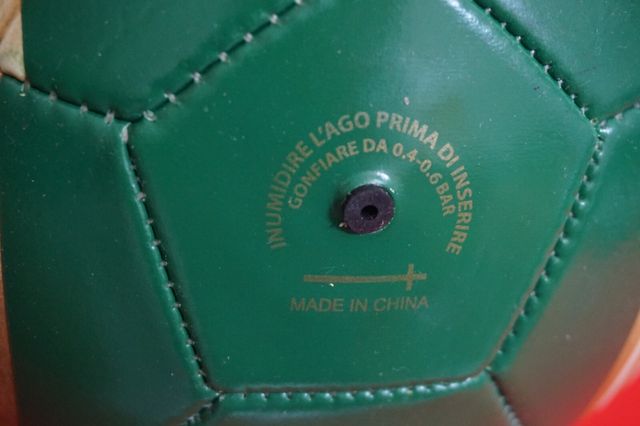 INUMIDIRE L'AGO PRIMA DI INSERIRE
GONFIARE DA 0.4-0.6 BAR
MADE IN CHINA